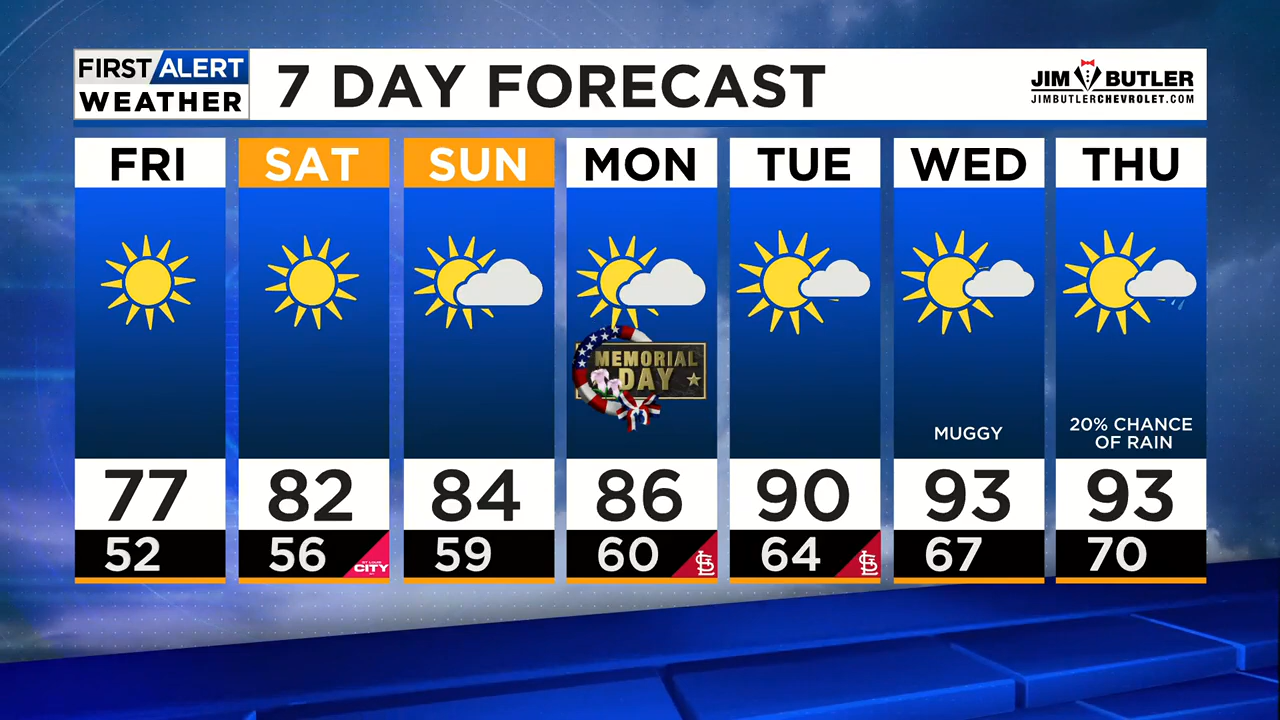 FIRST ALERT
WEATHER
7 DAY FORECAST
JIM BUTLER
JIMBUTLERCHEVROLET.COM
FRI
SAT
SUN
MON
TUE
WED
THU
MEMORIAL
DAY
MUGGY
20% CHANCE
OF RAIN
77
82
84
86
90
93
93
52
56
59
60
64
67
70
CITY
STL
STL